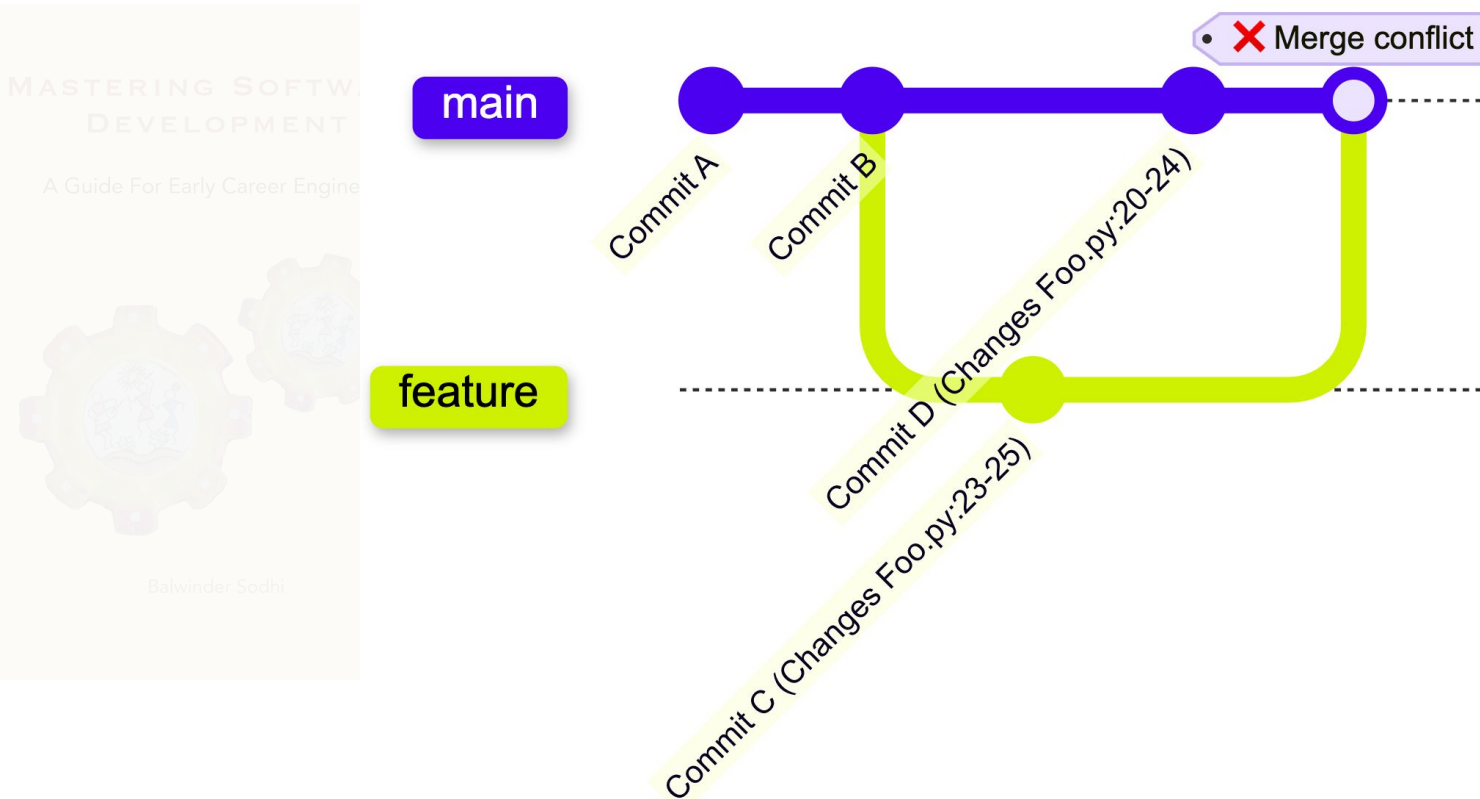 MASTERING SOFTW
DEVELOPMENT
A Guide For Early Career Engine
Balwinder Sodhi
❌ Merge conflict
main
Commit A
Commit B
Commit D (Changes Foo.py:20-24)
feature
Commit C (Changes Foo.py:23-25)